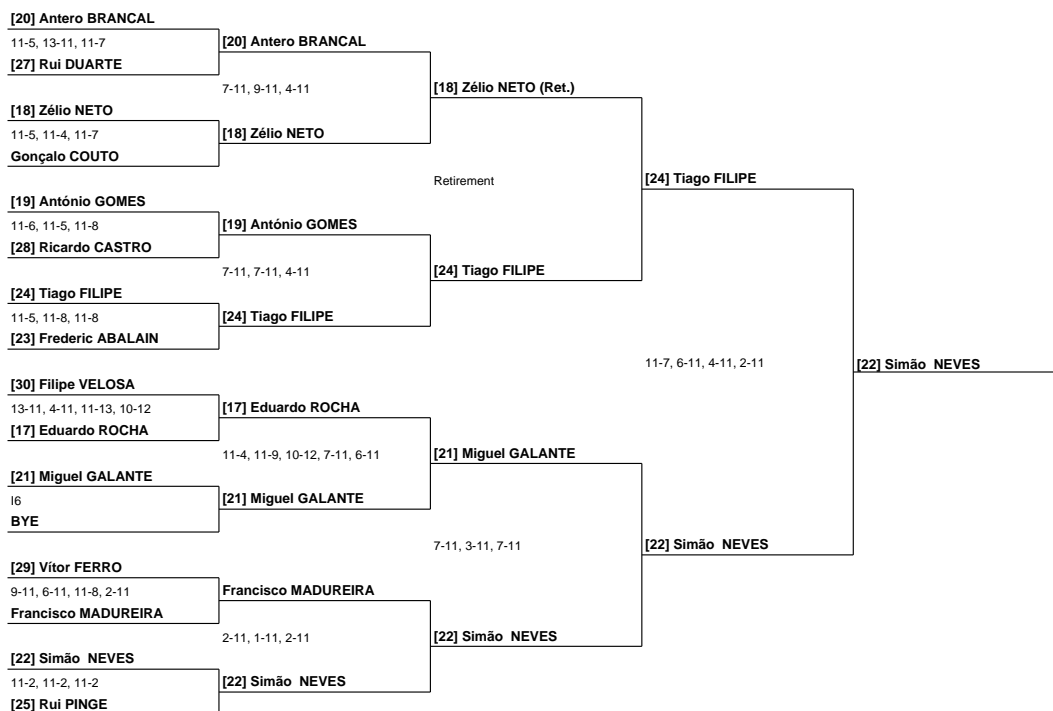 [20] Antero BRANCAL
11-5, 13-11, 11-7
[27] Rui DUARTE
[18] Zélio NETO
11-5, 11-4, 11-7
Gonçalo COUTO
[19] António GOMES
11-6, 11-5, 11-8
[28] Ricardo CASTRO
[24] Tiago FILIPE
11-5, 11-8, 11-8
[23] Frederic ABALAIN
[30] Filipe VELOSA
13-11, 4-11, 11-13, 10-12
[17] Eduardo ROCHA
[21] Miguel GALANTE
I6
BYE
[29] Vítor FERRO
9-11, 6-11, 11-8, 2-11
Francisco MADUREIRA
[22] Simão NEVES
11-2, 11-2, 11-2
[25] Rui PINGE
[20] Antero BRANCAL
7-11, 9-11, 4-11
[18] Zélio NETO
[19] António GOMES
7-11, 7-11, 4-11
[24] Tiago FILIPE
[17] Eduardo ROCHA
11-4, 11-9, 10-12, 7-11, 6-11
[21] Miguel GALANTE
Francisco MADUREIRA
2-11, 1-11, 2-11
[22] Simão NEVES
[18] Zélio NETO (Ret.)
Retirement
[24] Tiago FILIPE
[21] Miguel GALANTE
7-11, 3-11, 7-11
[22] Simão NEVES
[24] Tiago FILIPE
11-7, 6-11, 4-11, 2-11
[22] Simão NEVES
[22] Simão NEVES